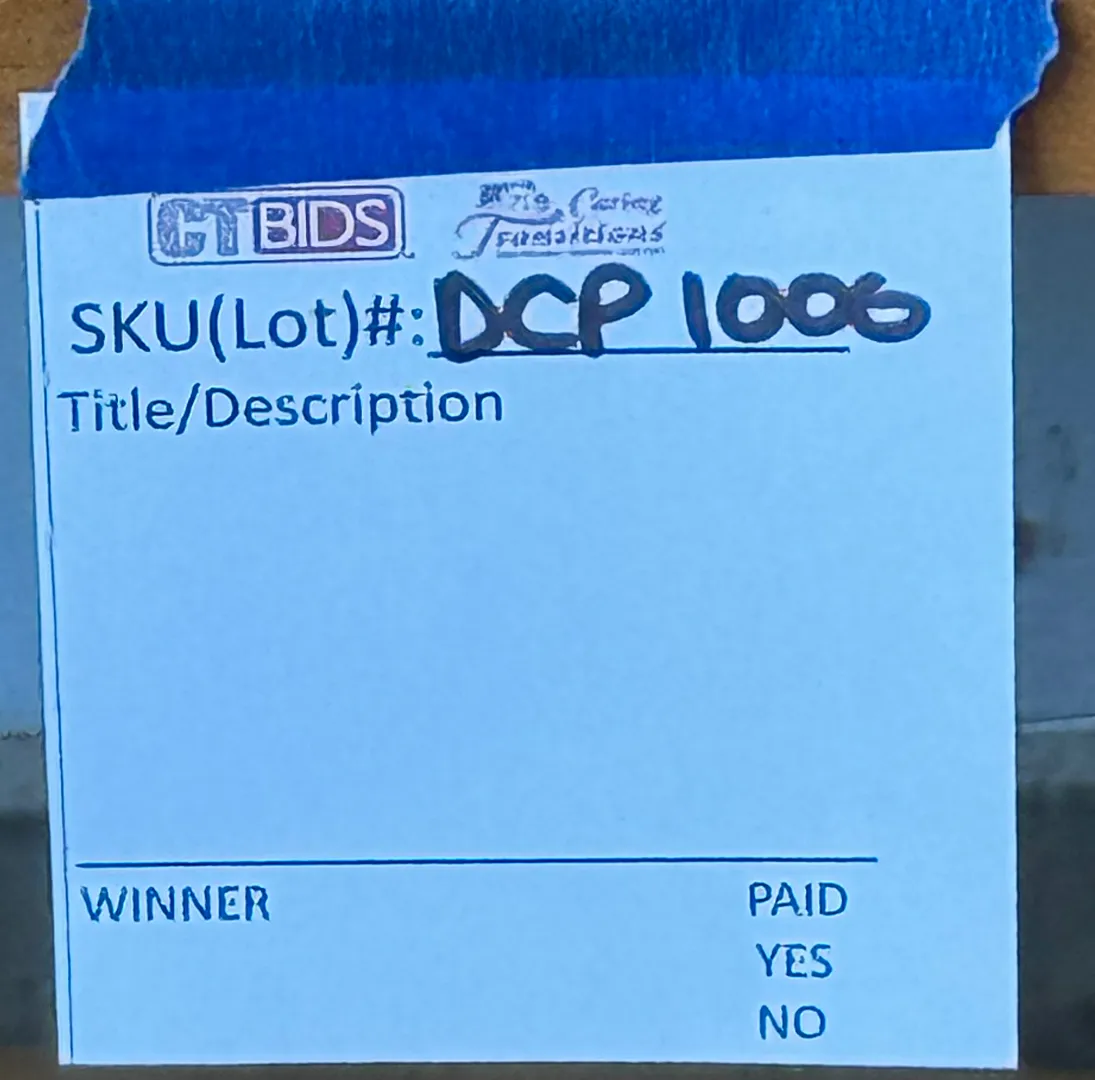 CTBIDS
SKU(Lot)#: DCP 1006
Title/Description
WINNER PAID
YES
NO